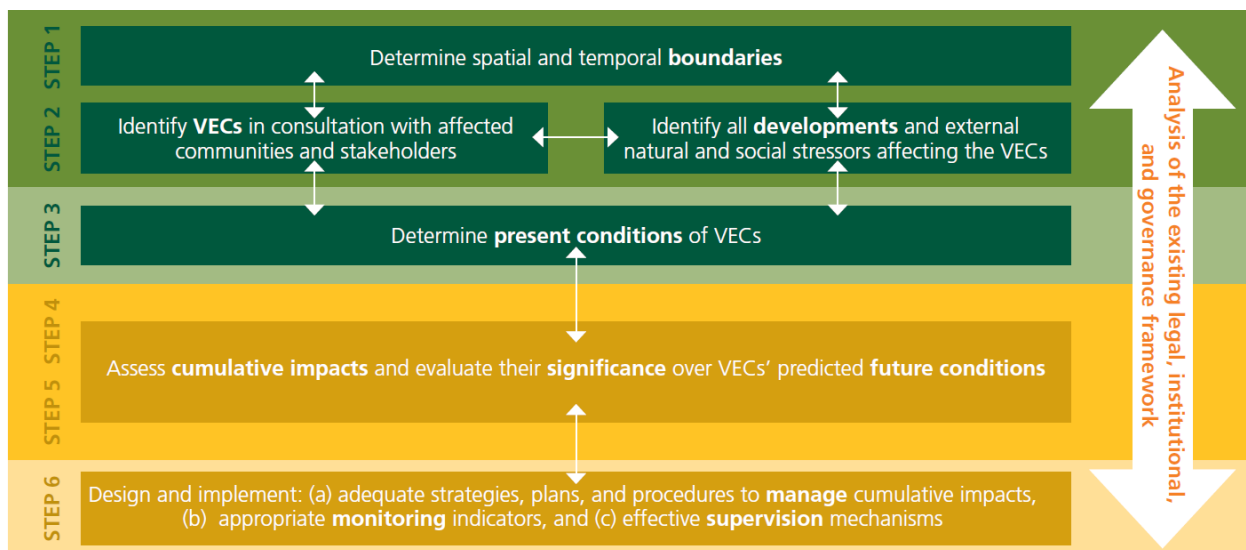 STEP 1
Determine spatial and temporal boundaries
STEP 2
Identify VECs in consultation with affected
communities and stakeholders
Identify all developments and external
natural and social stressors affecting the VECs
STEP 3
Determine present conditions of VECs
STEP 4
STEP 5
Assess cumulative impacts and evaluate their significance over VECs’ predicted future conditions
STEP 6
Design and implement: (a) adequate strategies, plans, and procedures to manage cumulative impacts,
(b) appropriate monitoring indicators, and (c) effective supervision mechanisms
Analysis of the existing legal, institutional,
and governance framework